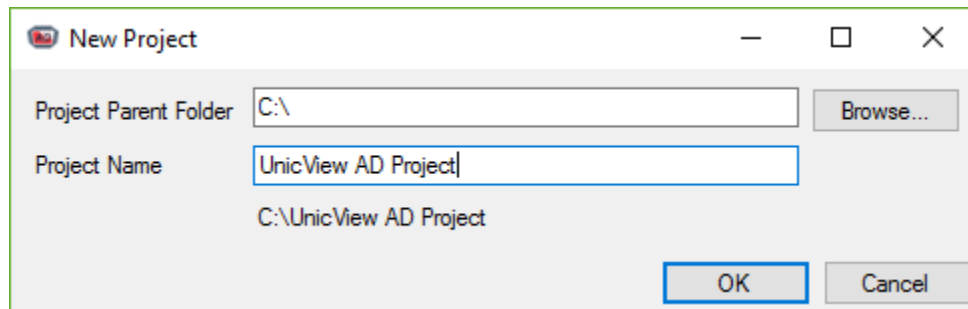 New Project
Project Parent Folder C:\ Browse...
Project Name UnicView AD Project
C:\UnicView AD Project
OK Cancel